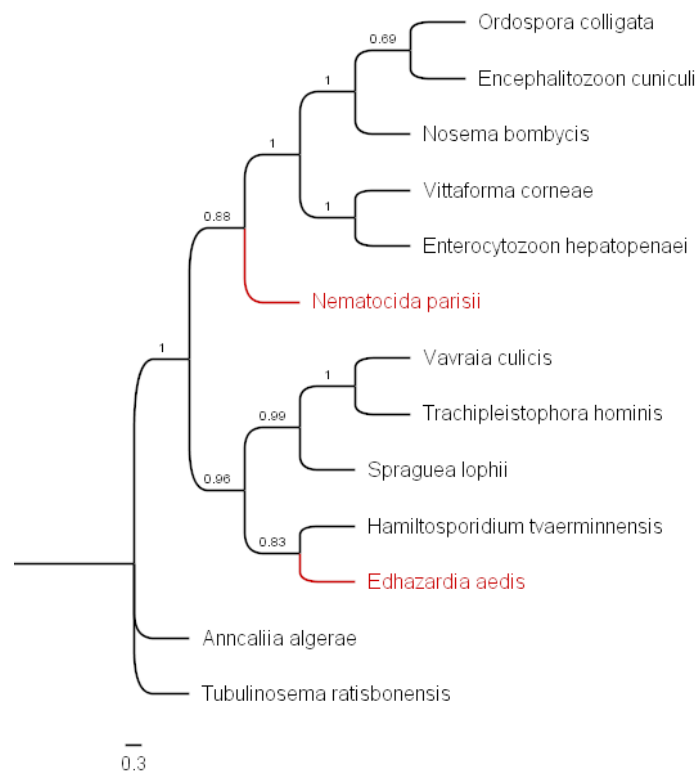 Ordospora colligata
0.69
Encephalitozoon cuniculi
1
Nosema bombycis
1
Vittaforma corneae
1
Enterocytozoon hepatopenaei
0.88
Nematocida parisii
1
Vavraia culicis
1
Trachipleistophora hominis
0.99
Spraguea lophii
0.96
Hamiltosporidium tvaerminnensis
0.83
Edhazardia aedis
Anncaliia algerae
Tubulinosema ratisbonensis
0.3